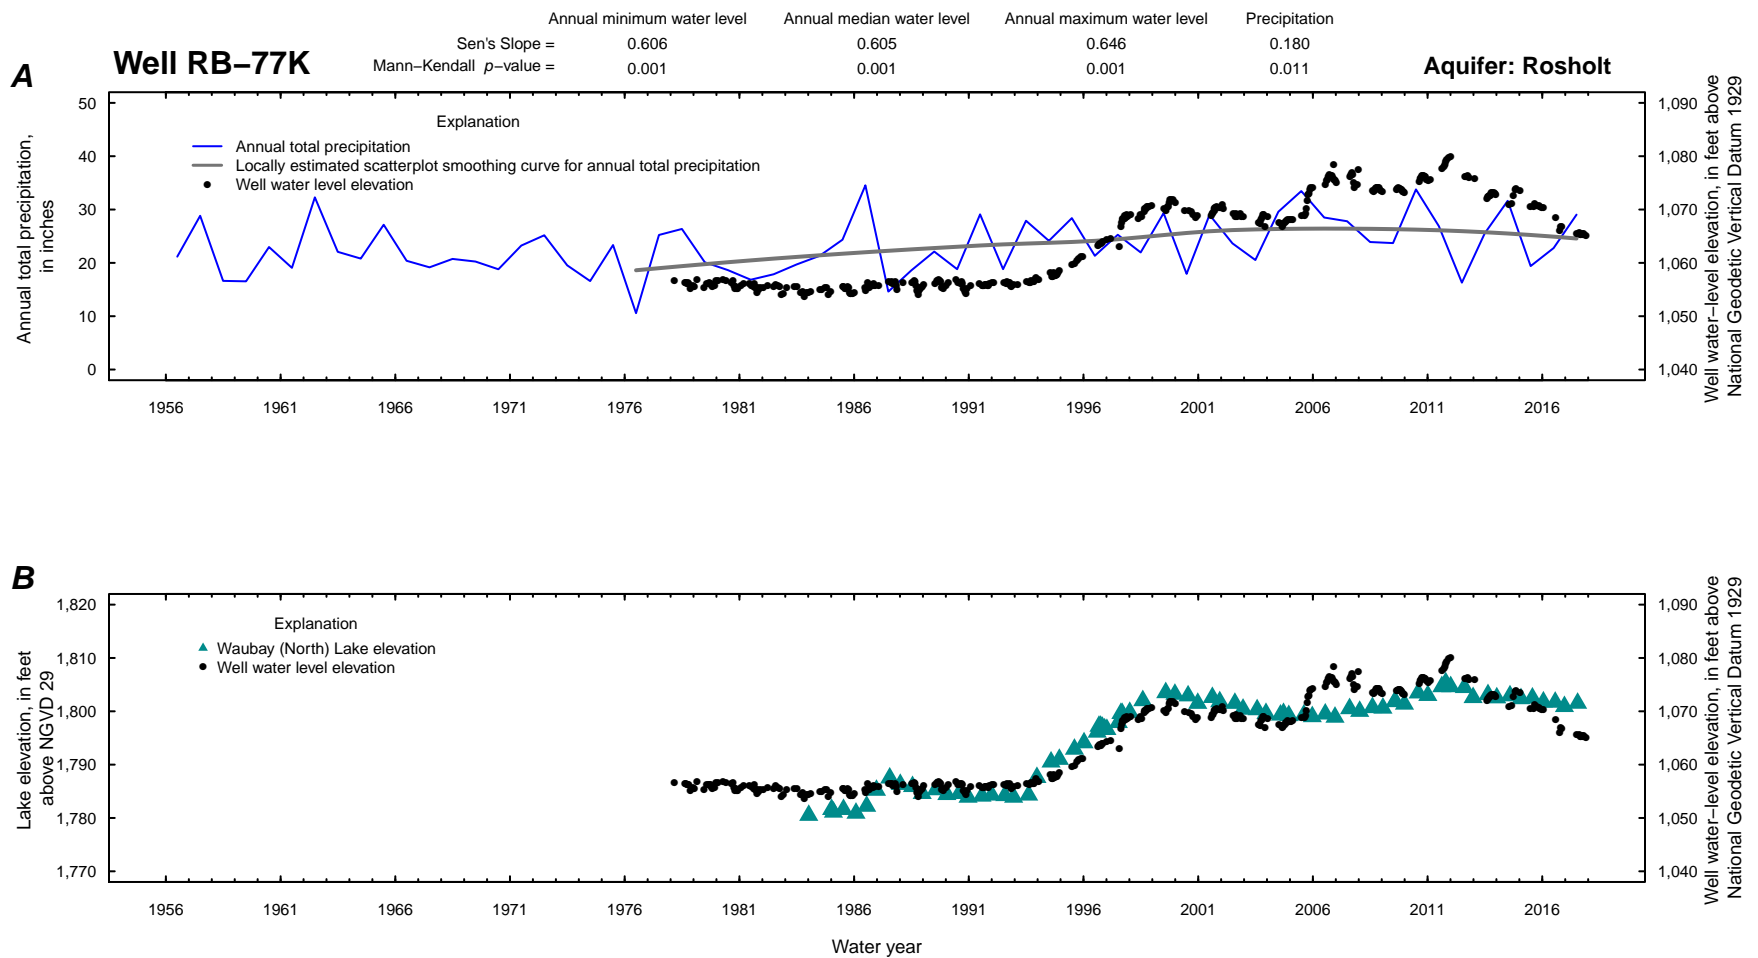 Annual minimum water level Annual median water level Annual maximum water level Precipitation
Sen's Slope = 0.606 0.605 0.646 0.180
Mann−Kendall p−value = 0.001 0.001 0.001 0.011
Well RB−77K
Aquifer: Rosholt
A
Explanation
Annual total precipitation
Locally estimated scatterplot smoothing curve for annual total precipitation
Well water level elevation
Annual total precipitation,
in inches
50
40
30
20
10
0
1,090
1,080
1,070
1,060
1,050
1,040
Well water−level elevation, in feet above
National Geodetic Vertical Datum 1929
1956 1961 1966 1971 1976 1981 1986 1991 1996 2001 2006 2011 2016
B
Explanation
Waubay (North) Lake elevation
Well water level elevation
Lake elevation, in feet
above NGVD 29
1,820
1,810
1,800
1,790
1,780
1,770
1,090
1,080
1,070
1,060
1,050
1,040
Well water−level elevation, in feet above
National Geodetic Vertical Datum 1929
1956 1961 1966 1971 1976 1981 1986 1991 1996 2001 2006 2011 2016
Water year